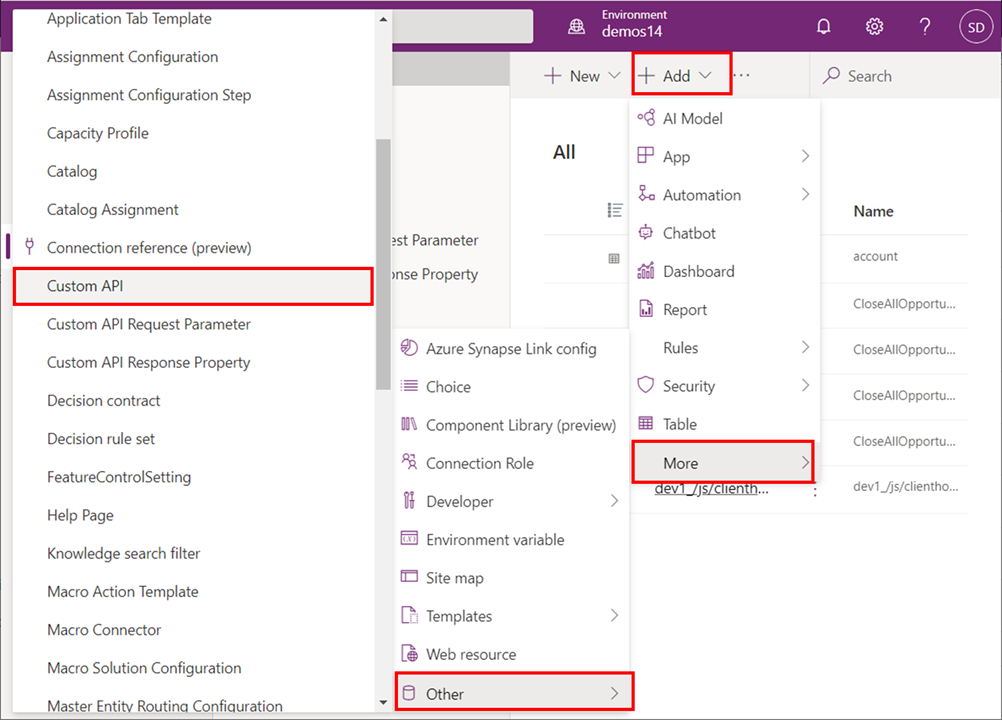 Environment
demos14
SD
New
Add
...
Search
All
Name
account
CloseAllOpportu...
CloseAllOpportu...
CloseAllOpportu...
CloseAllOpportu...
dev1_/js/clienth...
dev1_/js/clientho...
est Parameter
onse Property
AI Model
App
Automation
Chatbot
Dashboard
Report
Rules
Security
Table
More
Azure Synapse Link config
Choice
Component Library (preview)
Connection Role
Developer
Environment variable
Site map
Templates
Web resource
Other
Application Tab Template
Assignment Configuration
Assignment Configuration Step
Capacity Profile
Catalog
Catalog Assignment
Connection reference (preview)
Custom API
Custom API Request Parameter
Custom API Response Property
Decision contract
Decision rule set
FeatureControlSetting
Help Page
Knowledge search filter
Macro Action Template
Macro Connector
Macro Solution Configuration
Master Entity Routing Configuration